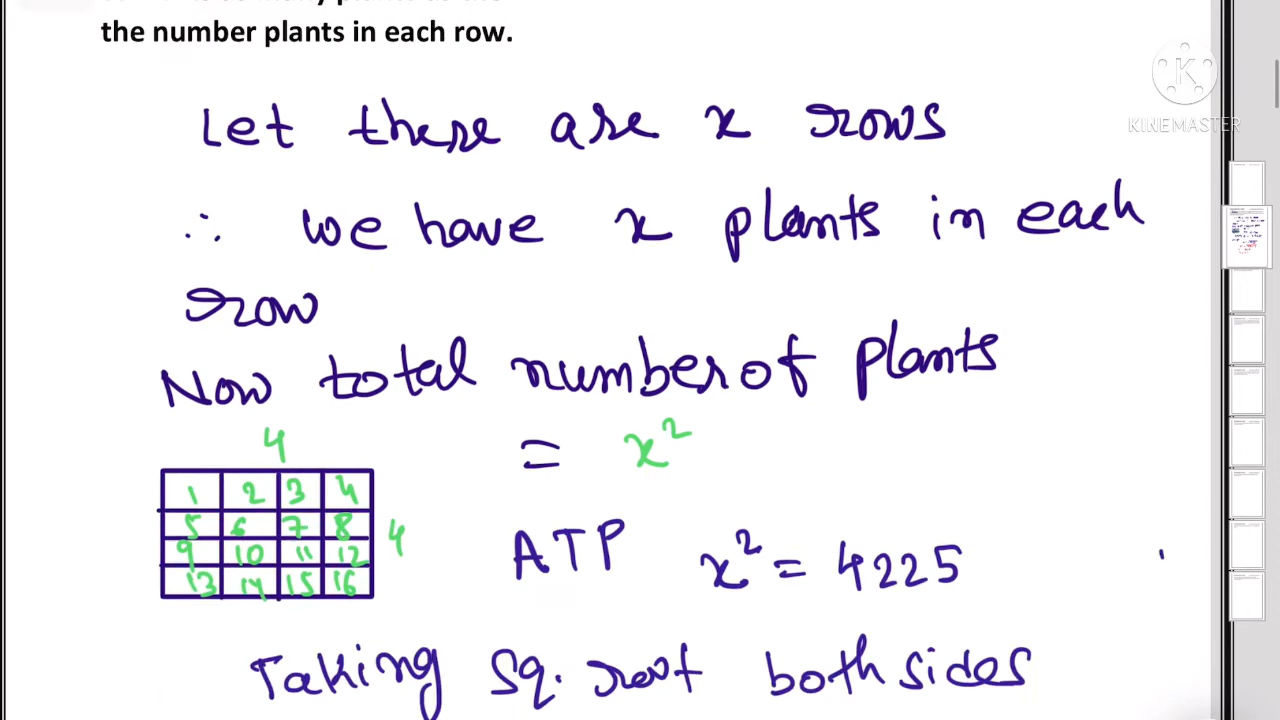 the number plants in each row.
KINEMASTER
Let there are x rows
∴ we have x plants in each
row
Now total number of plants
= x²
4
1 2 3 4
5 6 7 8
9 10 11 12
13 14 15 16
4
ATP x² = 4225
Taking Sq. root both sides